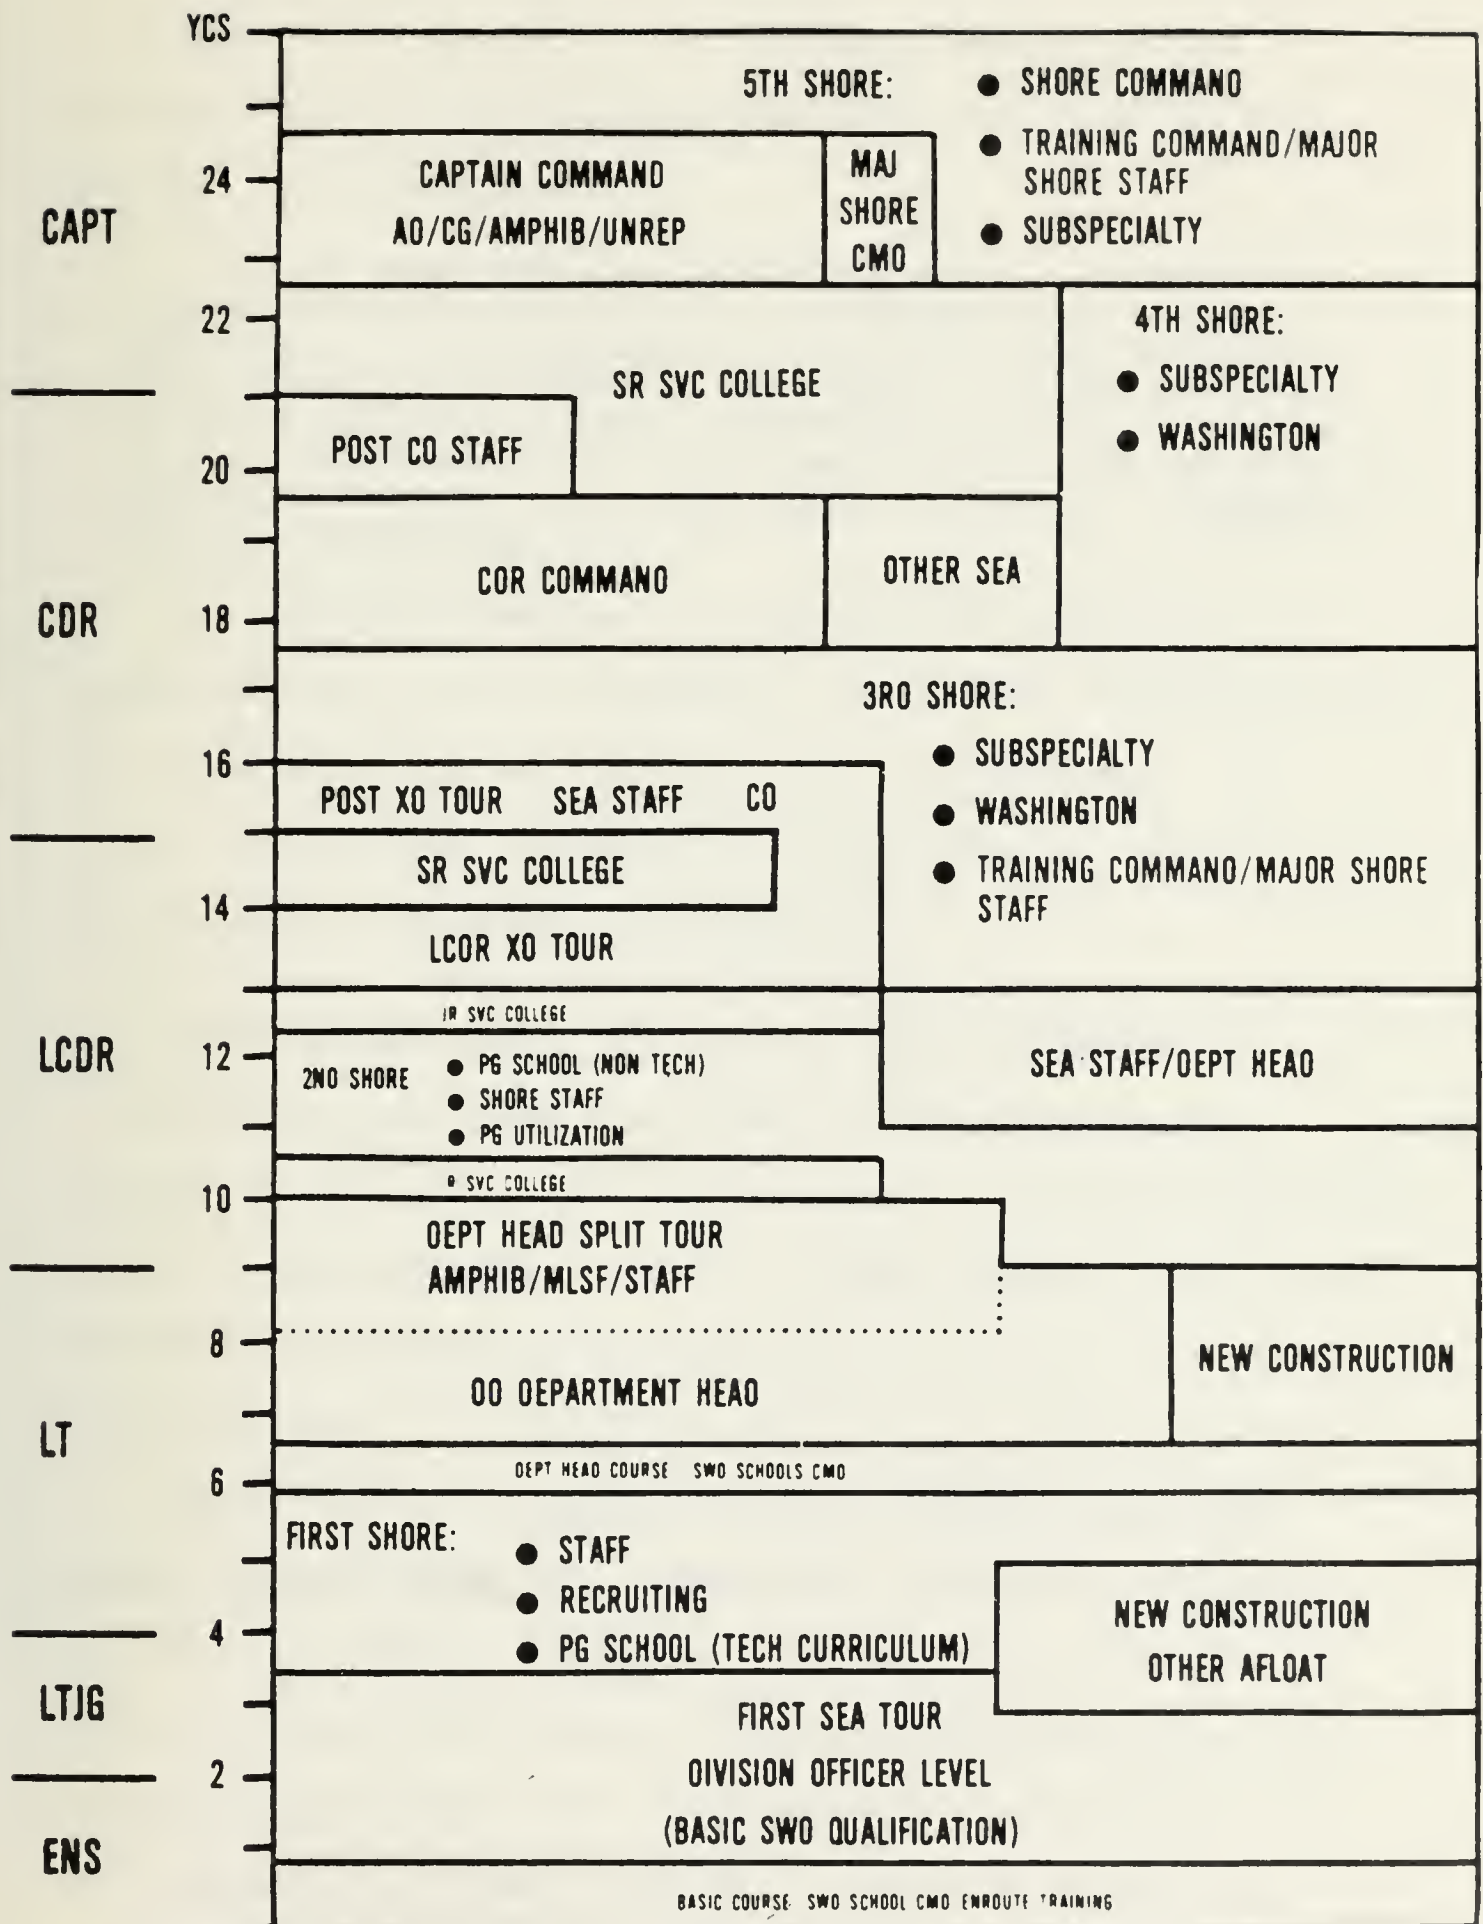 YCS
5TH SHORE:
● SHORE COMMAND
● TRAINING COMMAND/MAJOR
SHORE STAFF
● SUBSPECIALTY
24
CAPTAIN COMMAND
AO/CG/AMPHIB/UNREP
MAJ
SHORE
CMO
CAPT
22
4TH SHORE:
● SUBSPECIALTY
● WASHINGTON
SR SVC COLLEGE
POST CO STAFF
20
COR COMMAND
OTHER SEA
CDR
18
3RO SHORE:
● SUBSPECIALTY
● WASHINGTON
● TRAINING COMMAND/MAJOR SHORE
STAFF
16
POST XO TOUR SEA STAFF CO
SR SVC COLLEGE
14
LCOR XO TOUR
JR SVC COLLEGE
LCDR
12
2NO SHORE
● PG SCHOOL (NON TECH)
● SHORE STAFF
● PG UTILIZATION
SEA STAFF/OEPT HEAO
SVC COLLEGE
10
OEPT HEAD SPLIT TOUR
AMPHIB/MLSF/STAFF
8
NEW CONSTRUCTION
OO OEPARTMENT HEAO
LT
OEPT HEAO COURSE SWO SCHOOLS CMO
6
FIRST SHORE:
● STAFF
● RECRUITING
● PG SCHOOL (TECH CURRICULUM)
NEW CONSTRUCTION
OTHER AFLOAT
4
LTJG
FIRST SEA TOUR
OIVISION OFFICER LEVEL
(BASIC SWO QUALIFICATION)
2
ENS
BASIC COURSE SWO SCHOOL CMO ENROUTE TRAINING